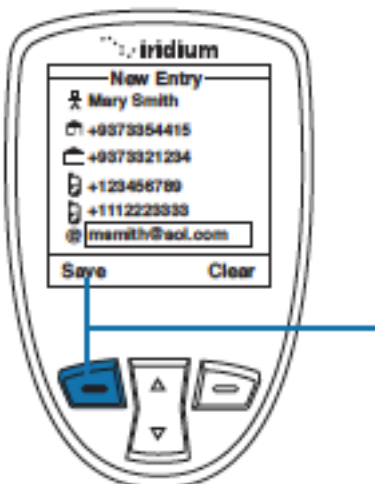 iridium
New Entry
Mary Smith
+9373354415
+9373321234
+123456789
+1112223333
@ msmith@aol.com
Save Clear